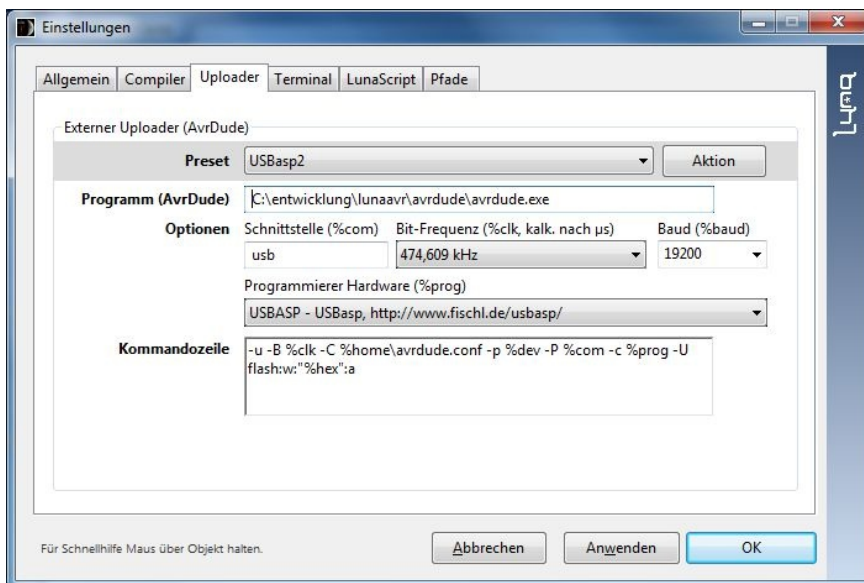 Einstellungen
Allgemein Compiler Uploader Terminal LunaScript Pfade
Externer Uploader (AvrDude)
Preset USBasp2 Aktion
Programm (AvrDude) C:\entwicklung\lunaavr\avrdude\avrdude.exe
Optionen Schnittstelle (%com) Bit-Frequenz (%clk, kalk. nach µs) Baud (%baud)
usb 474,609 kHz 19200
Programmierer Hardware (%prog)
USBASP - USBasp, http://www.fischl.de/usbasp/
Kommandozeile -u -B %clk -C %home\avrdude.conf -p %dev -P %com -c %prog -U
flash:w:"%hex":a
Für Schnellhilfe Maus über Objekt halten. Abbrechen Anwenden OK